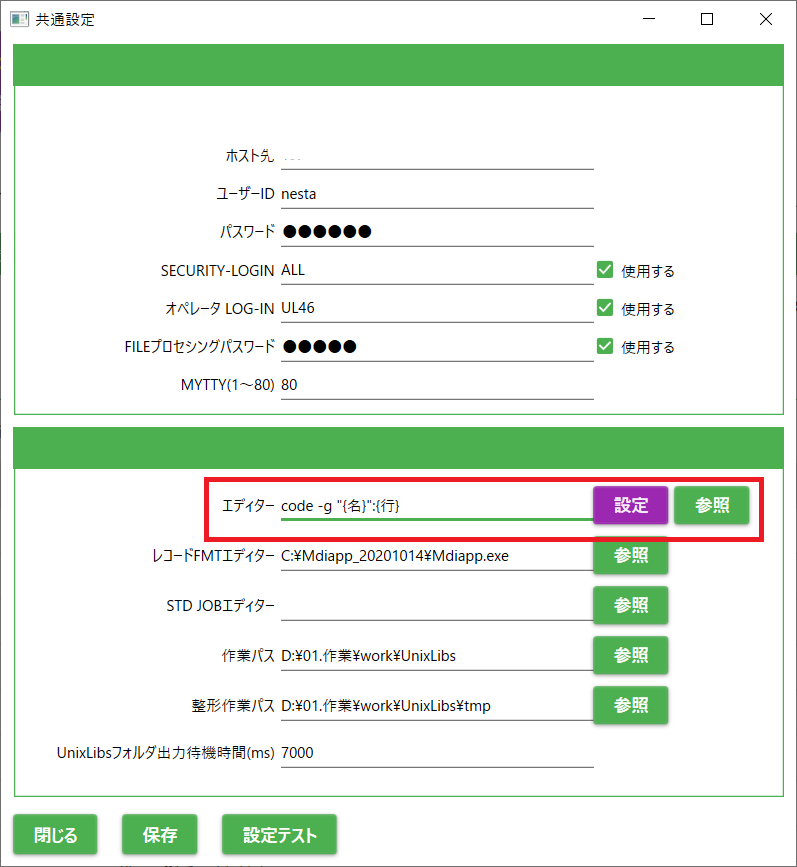 共通設定
ホスト先
ユーザーID nesta
パスワード ●●●●●●
SECURITY-LOGIN ALL 使用する
オペレータ LOG-IN UL46 使用する
FILEプロセシングパスワード ●●●●● 使用する
MYTTY(1～80) 80
エディター code -g "{名}":{行} 設定 参照
レコードFMTエディター C:¥Mdiapp_20201014¥Mdiapp.exe 参照
STD JOBエディター 参照
作業パス D:¥01.作業¥work¥UnixLibs 参照
整形作業パス D:¥01.作業¥work¥UnixLibs¥tmp 参照
UnixLibsフォルダ出力待機時間(ms) 7000
閉じる 保存 設定テスト